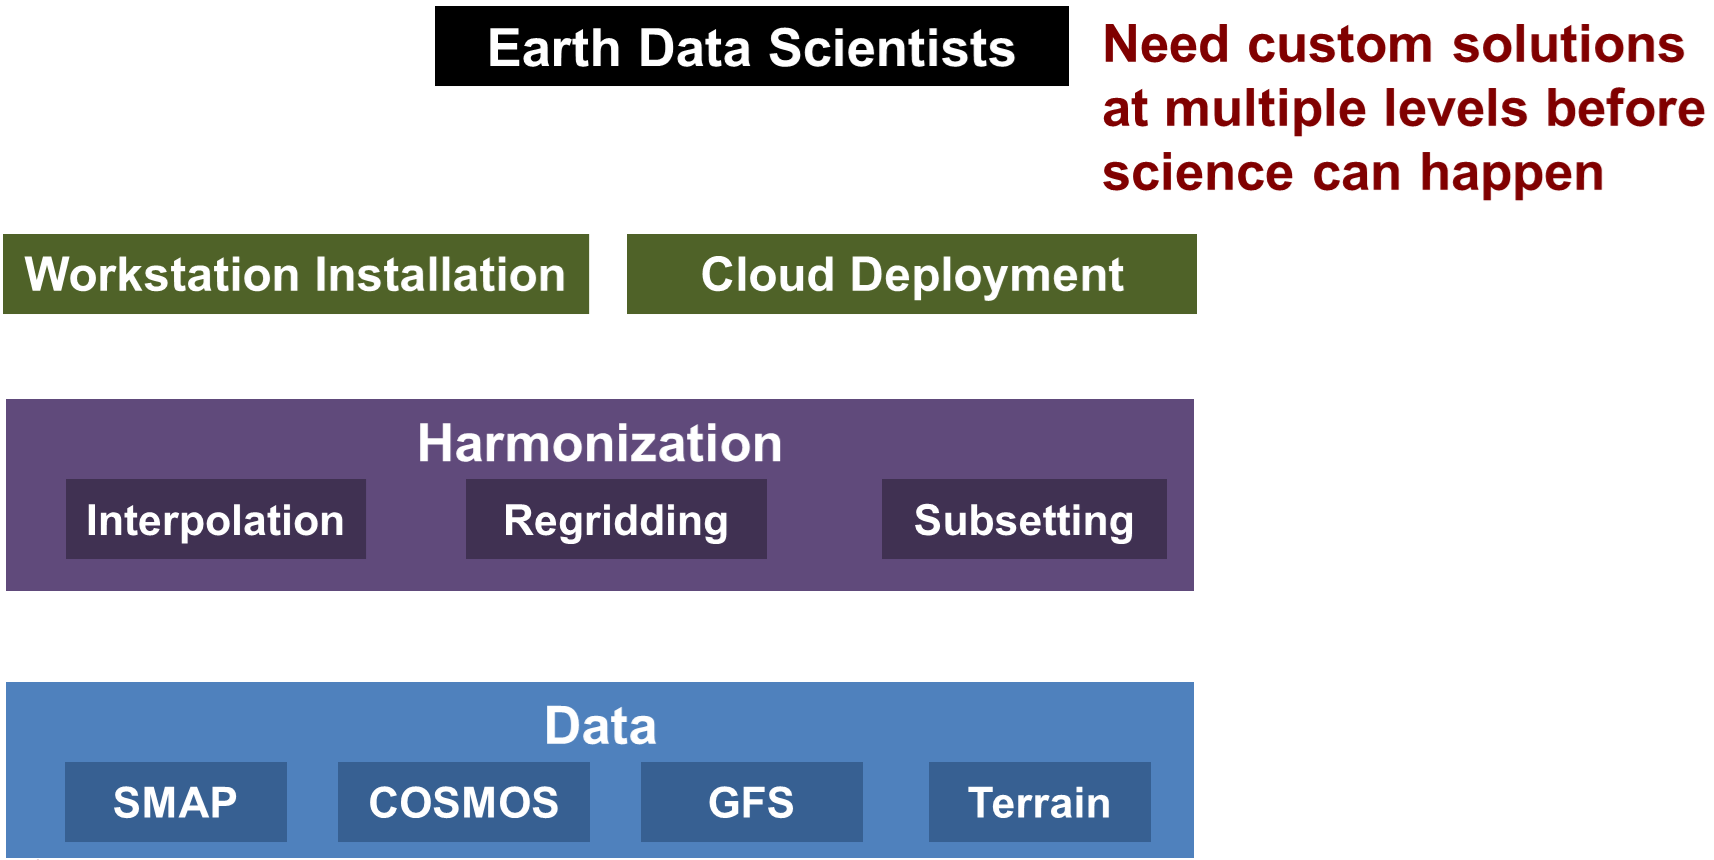 Earth Data Scientists
Need custom solutions
at multiple levels before
science can happen
Workstation Installation
Cloud Deployment
Harmonization
Interpolation
Regridding
Subsetting
Data
SMAP
COSMOS
GFS
Terrain